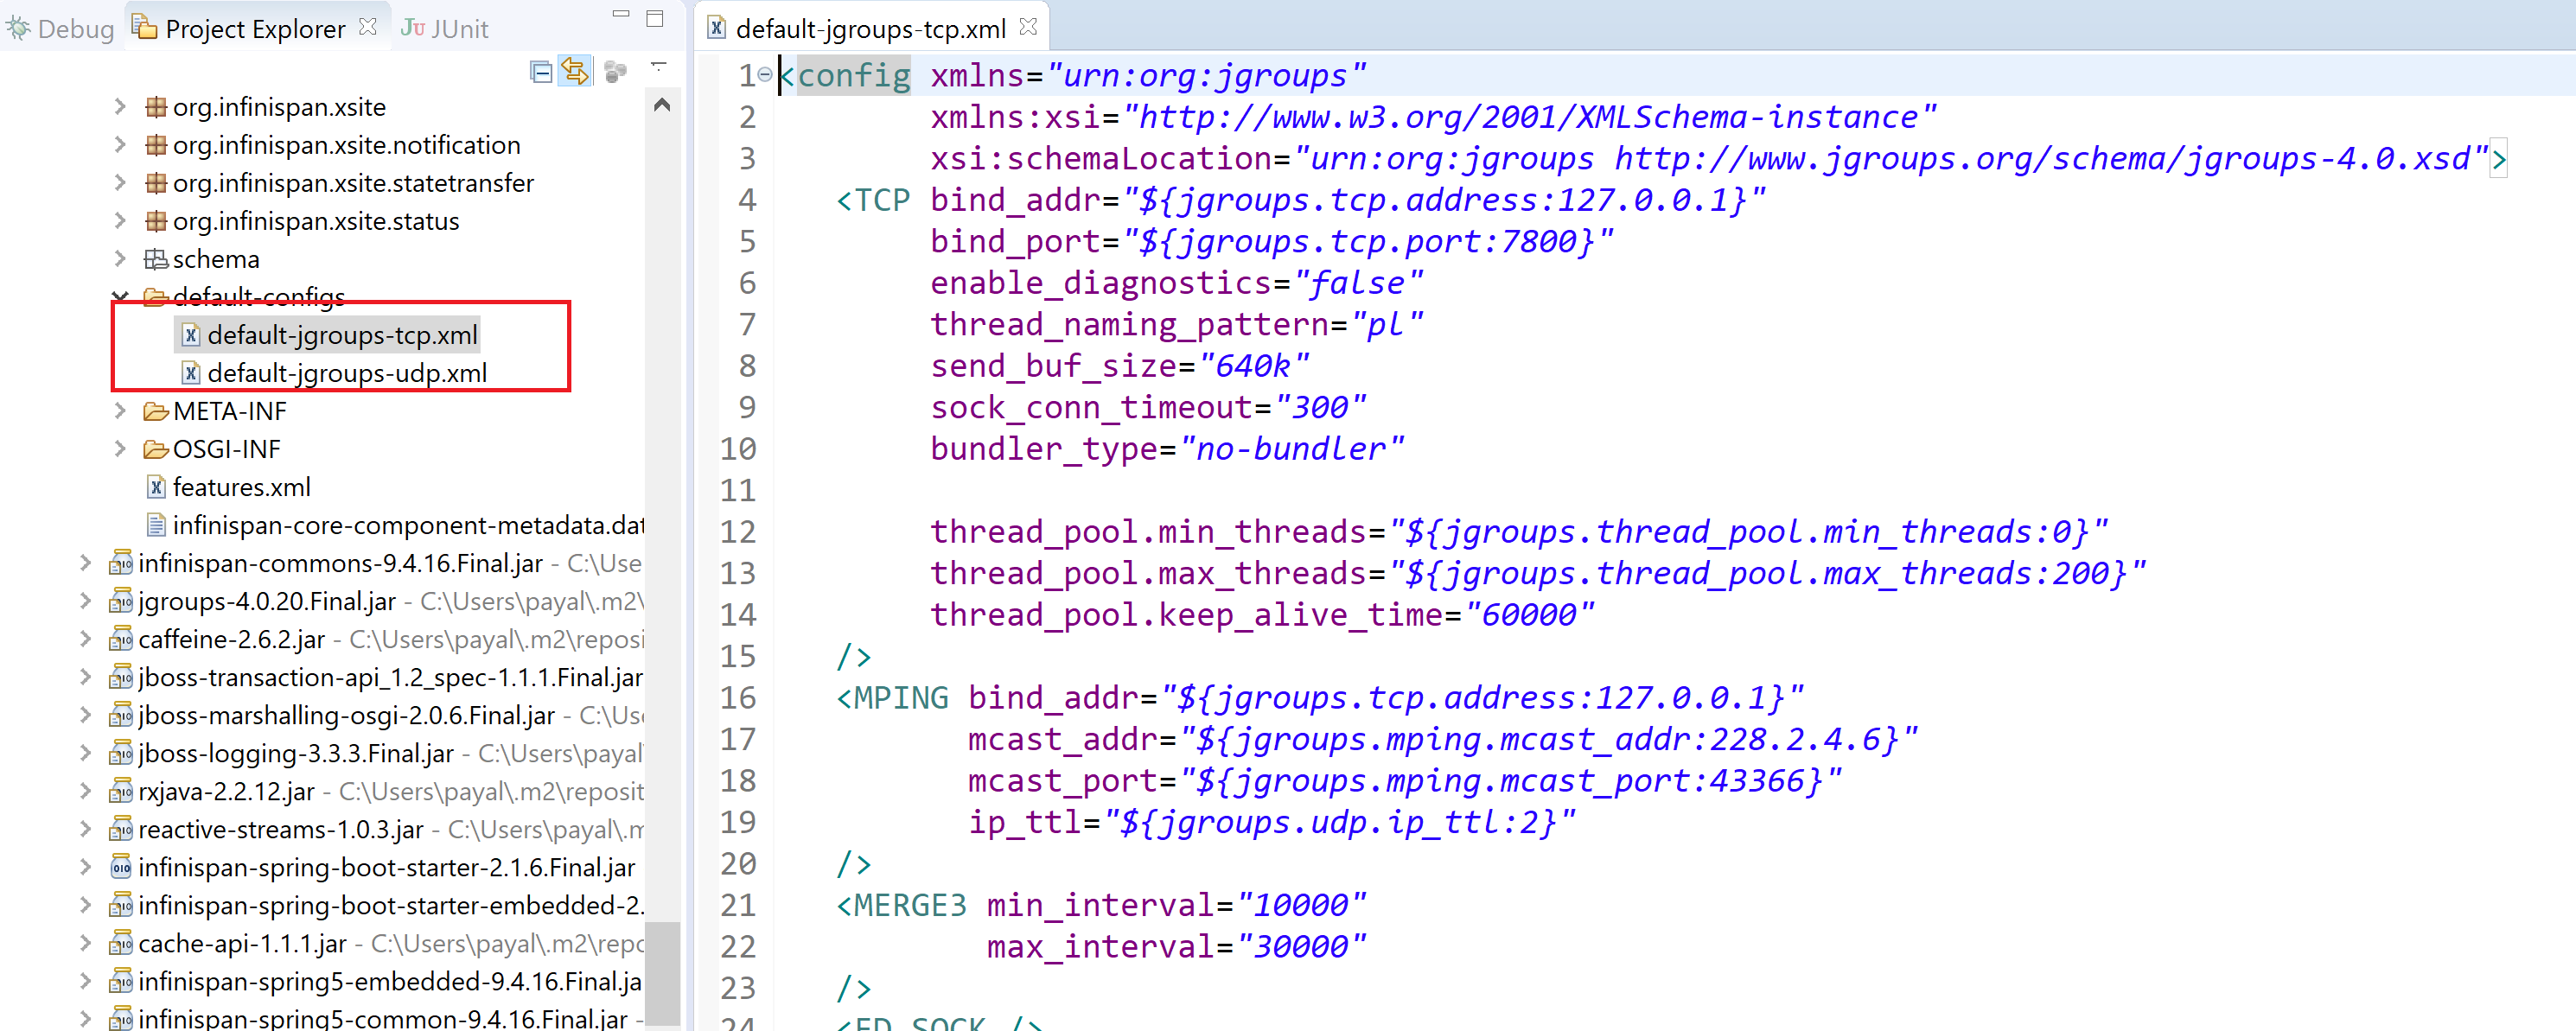 Debug Project Explorer JUnit
org.infinispan.xsite
org.infinispan.xsite.notification
org.infinispan.xsite.statetransfer
org.infinispan.xsite.status
schema
default-configs
default-jgroups-tcp.xml
default-jgroups-udp.xml
META-INF
OSGI-INF
features.xml
infinispan-core-component-metadata.dat
infinispan-commons-9.4.16.Final.jar - C:\Use
jgroups-4.0.20.Final.jar - C:\Users\payal\.m2\
caffeine-2.6.2.jar - C:\Users\payal\.m2\reposi
jboss-transaction-api_1.2_spec-1.1.1.Final.jar
jboss-marshalling-osgi-2.0.6.Final.jar - C:\Use
jboss-logging-3.3.3.Final.jar - C:\Users\payal
rxjava-2.2.12.jar - C:\Users\payal\.m2\reposit
reactive-streams-1.0.3.jar - C:\Users\payal\.m
infinispan-spring-boot-starter-2.1.6.Final.jar
infinispan-spring-boot-starter-embedded-2.
cache-api-1.1.1.jar - C:\Users\payal\.m2\repo
infinispan-spring5-embedded-9.4.16.Final.ja
infinispan-spring5-common-9.4.16.Final.jar -
default-jgroups-tcp.xml
1 <config xmlns="urn:org:jgroups"
2 xmlns:xsi="http://www.w3.org/2001/XMLSchema-instance"
3 xsi:schemaLocation="urn:org:jgroups http://www.jgroups.org/schema/jgroups-4.0.xsd">
4 <TCP bind_addr="${jgroups.tcp.address:127.0.0.1}"
5 bind_port="${jgroups.tcp.port:7800}"
6 enable_diagnostics="false"
7 thread_naming_pattern="pl"
8 send_buf_size="640k"
9 sock_conn_timeout="300"
10 bundler_type="no-bundler"
11
12 thread_pool.min_threads="${jgroups.thread_pool.min_threads:0}"
13 thread_pool.max_threads="${jgroups.thread_pool.max_threads:200}"
14 thread_pool.keep_alive_time="60000"
15 />
16 <MPING bind_addr="${jgroups.tcp.address:127.0.0.1}"
17 mcast_addr="${jgroups.mping.mcast_addr:228.2.4.6}"
18 mcast_port="${jgroups.mping.mcast_port:43366}"
19 ip_ttl="${jgroups.udp.ip_ttl:2}"
20 />
21 <MERGE3 min_interval="10000"
22 max_interval="30000"
23 />
24 <FD_SOCK />